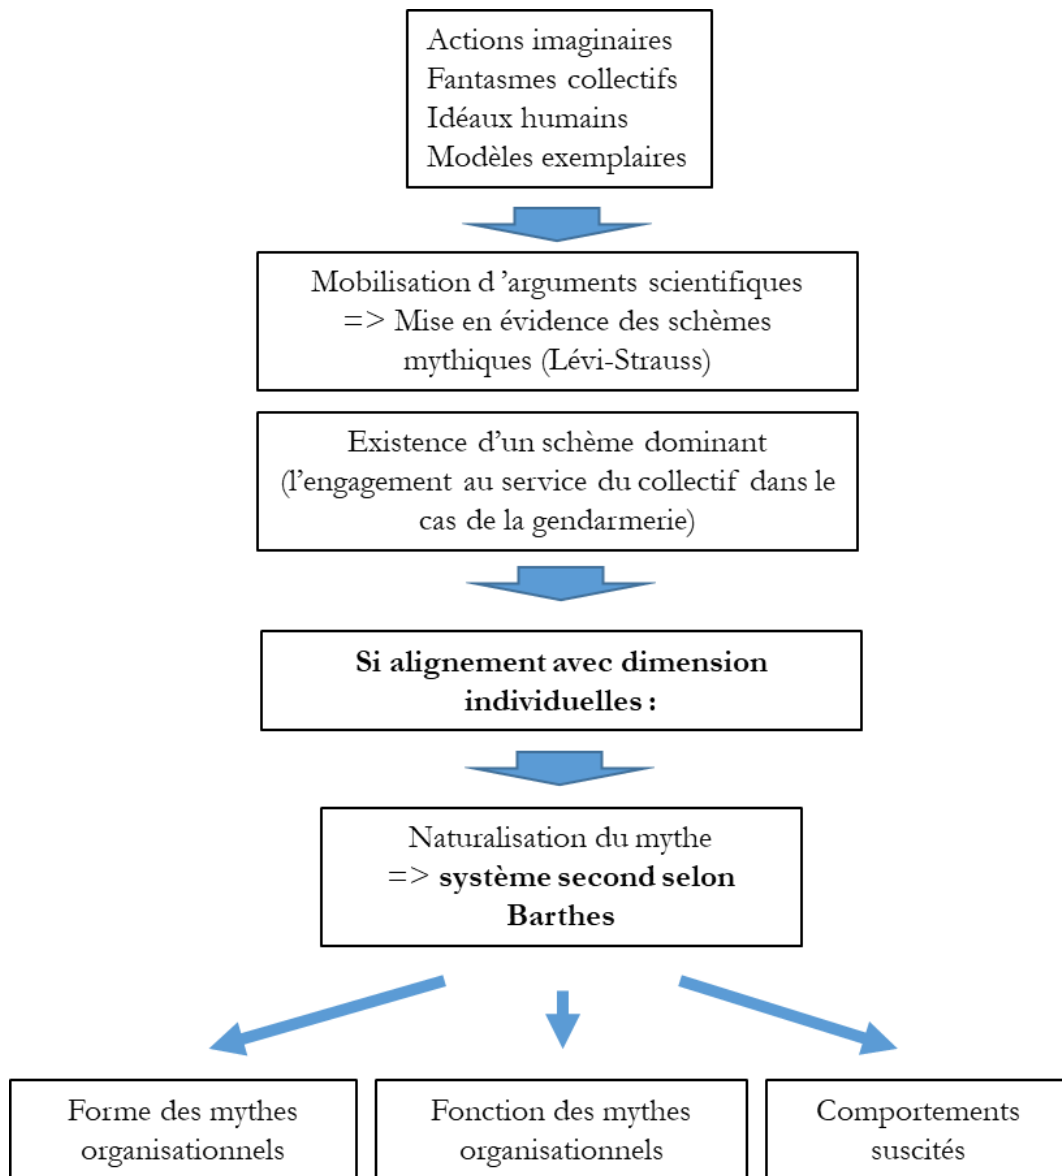 Actions imaginaires
Fantasmes collectifs
Idéaux humains
Modèles exemplaires
Mobilisation d ’arguments scientifiques
=> Mise en évidence des schèmes
mythiques (Lévi-Strauss)
Existence d’un schème dominant
(l’engagement au service du collectif dans le
cas de la gendarmerie)
Si alignement avec dimension
individuelles :
Naturalisation du mythe
=> système second selon
Barthes
Forme des mythes
organisationnels
Fonction des mythes
organisationnels
Comportements
suscités